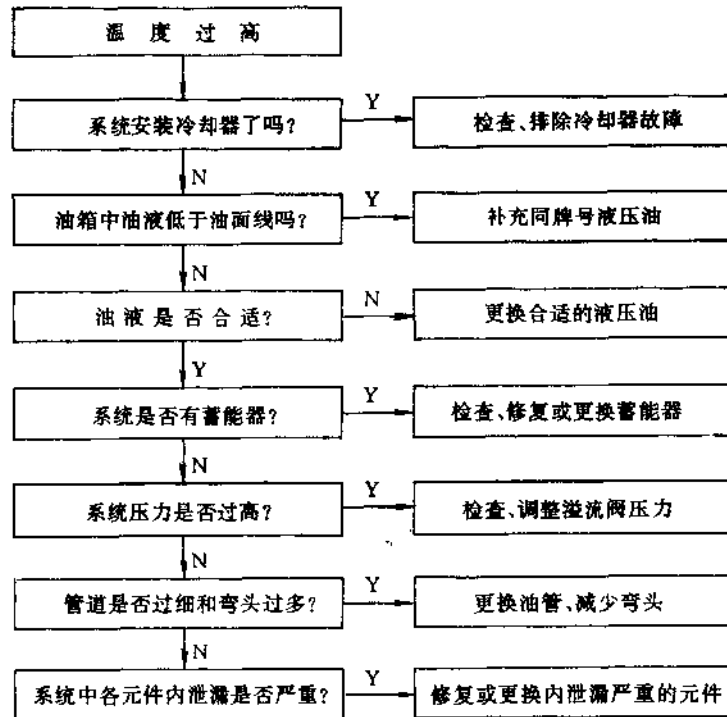 温度过高
系统安装冷却器了吗?
Y
检查、排除冷却器故障
N
油箱中油液低于油面线吗?
Y
补充同牌号液压油
N
油液是否合适?
N
更换合适的液压油
Y
系统是否有蓄能器?
Y
检查、修复或更换蓄能器
N
系统压力是否过高?
Y
检查、调整溢流阀压力
N
管道是否过细和弯头过多?
Y
更换油管、减少弯头
N
系统中各元件内泄漏是否严重?
Y
修复或更换内泄漏严重的元件